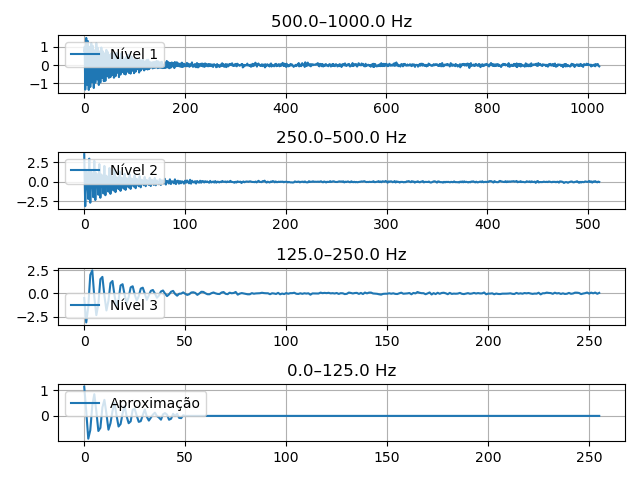 500.0–1000.0 Hz
1
0
−1
Nível 1
0 200 400 600 800 1000
250.0–500.0 Hz
2.5
0.0
−2.5
Nível 2
0 100 200 300 400 500
125.0–250.0 Hz
2.5
0.0
−2.5
Nível 3
0 50 100 150 200 250
0.0–125.0 Hz
1
0
Aproximação
0 50 100 150 200 250